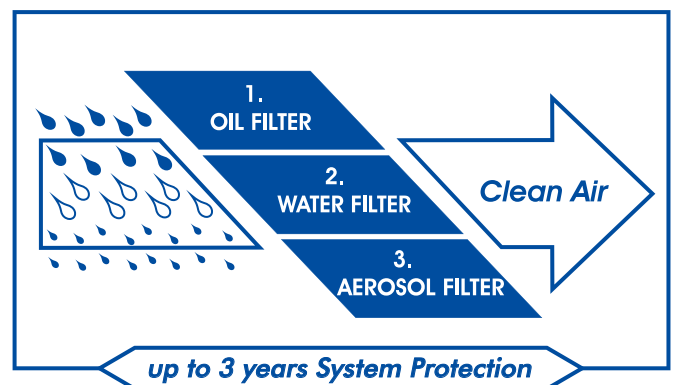 1.
OIL FILTER
2.
WATER FILTER
3.
AEROSOL FILTER
Clean Air
up to 3 years System Protection